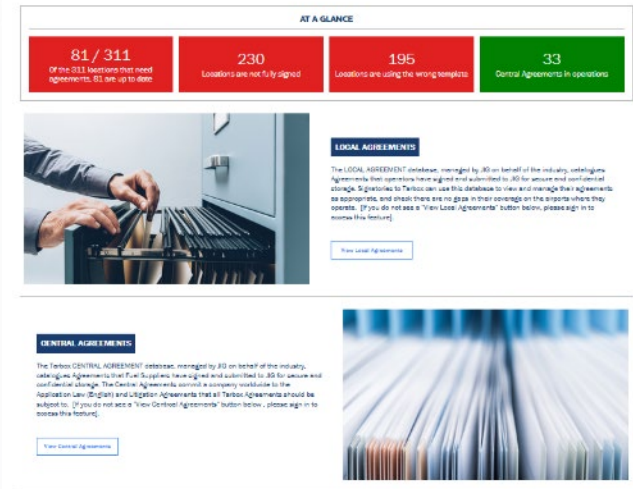 AT A GLANCE
81 / 311
Of the 311 locations that need
agreements, 81 are up to date
230
Locations are not fully signed
195
Locations are using the wrong template
33
Central Agreements in operations
LOCAL AGREEMENTS
The LOCAL AGREEMENT database, managed by JIG on behalf of the industry, catalogues
Agreements that operators have signed and submitted to JIG for secure and confidential
storage. Signatories to Tarbox can use this database to view and manage their agreements
as appropriate, and check there are no gaps in their coverage on the airports where they
operate. [If you do not see a "View Local Agreements" button below, please sign in to
access this feature].
View Local Agreements
CENTRAL AGREEMENTS
The Tarbox CENTRAL AGREEMENT database, managed by JIG on behalf of the industry,
catalogues Agreements that Fuel Suppliers have signed and submitted to JIG for secure and
confidential storage. The Central Agreements commit a company worldwide to the
Application Law (English) and Litigation Agreements that all Tarbox Agreements should be
subject to. [If you do not see a "View Central Agreements" button below, please sign in to
access this feature].
View Central Agreements